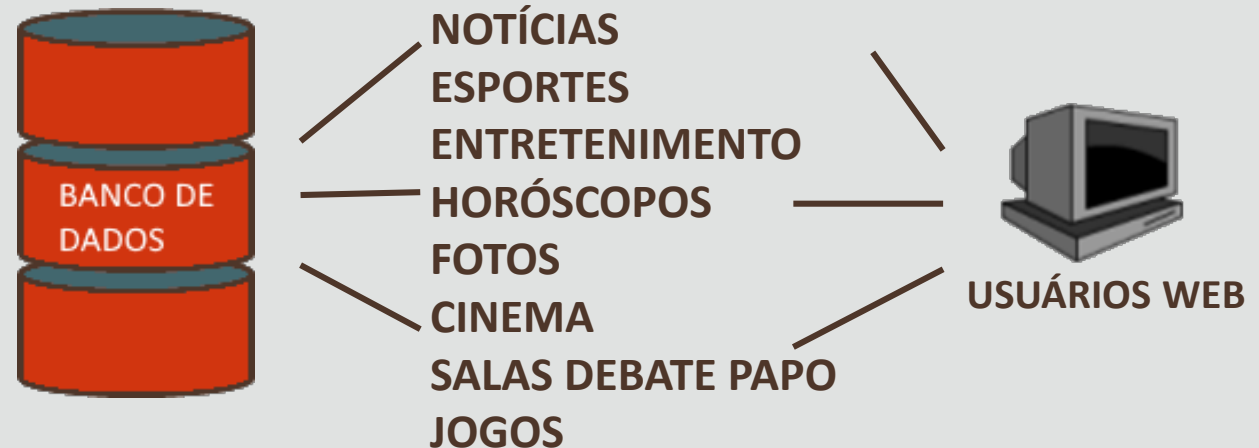 BANCO DE
DADOS
NOTÍCIAS
ESPORTES
ENTRETENIMENTO
HORÓSCOPOS
FOTOS
CINEMA
SALAS DEBATE PAPO
JOGOS
USUÁRIOS WEB